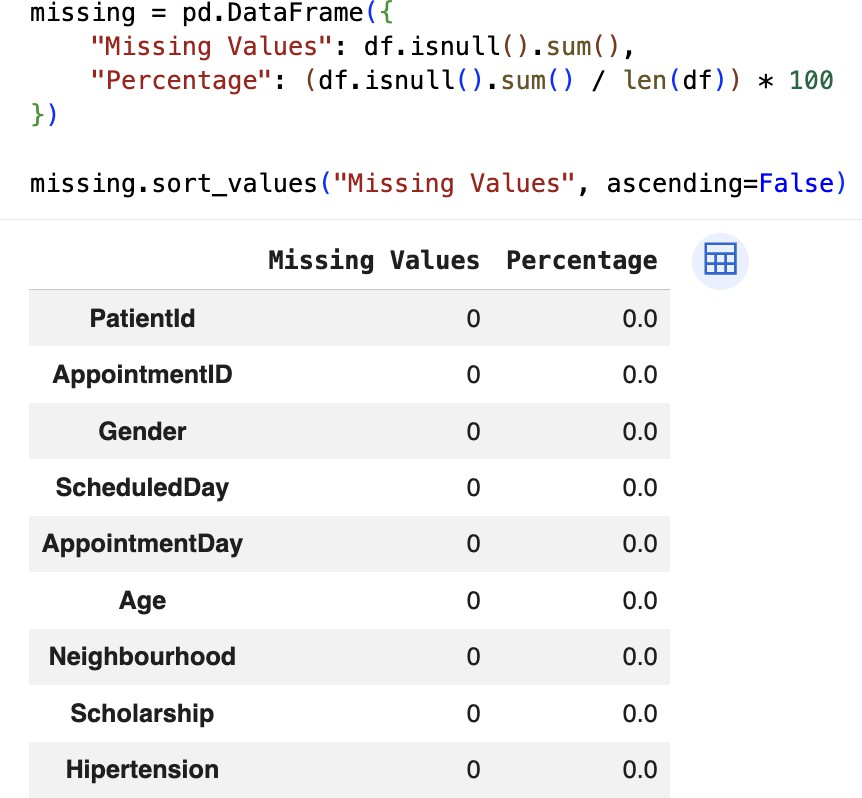 missing = pd.DataFrame({
    "Missing Values": df.isnull().sum(),
    "Percentage": (df.isnull().sum() / len(df)) * 100
})
missing.sort_values("Missing Values", ascending=False)
Missing Values Percentage
PatientId 0 0.0
AppointmentID 0 0.0
Gender 0 0.0
ScheduledDay 0 0.0
AppointmentDay 0 0.0
Age 0 0.0
Neighbourhood 0 0.0
Scholarship 0 0.0
Hipertension 0 0.0